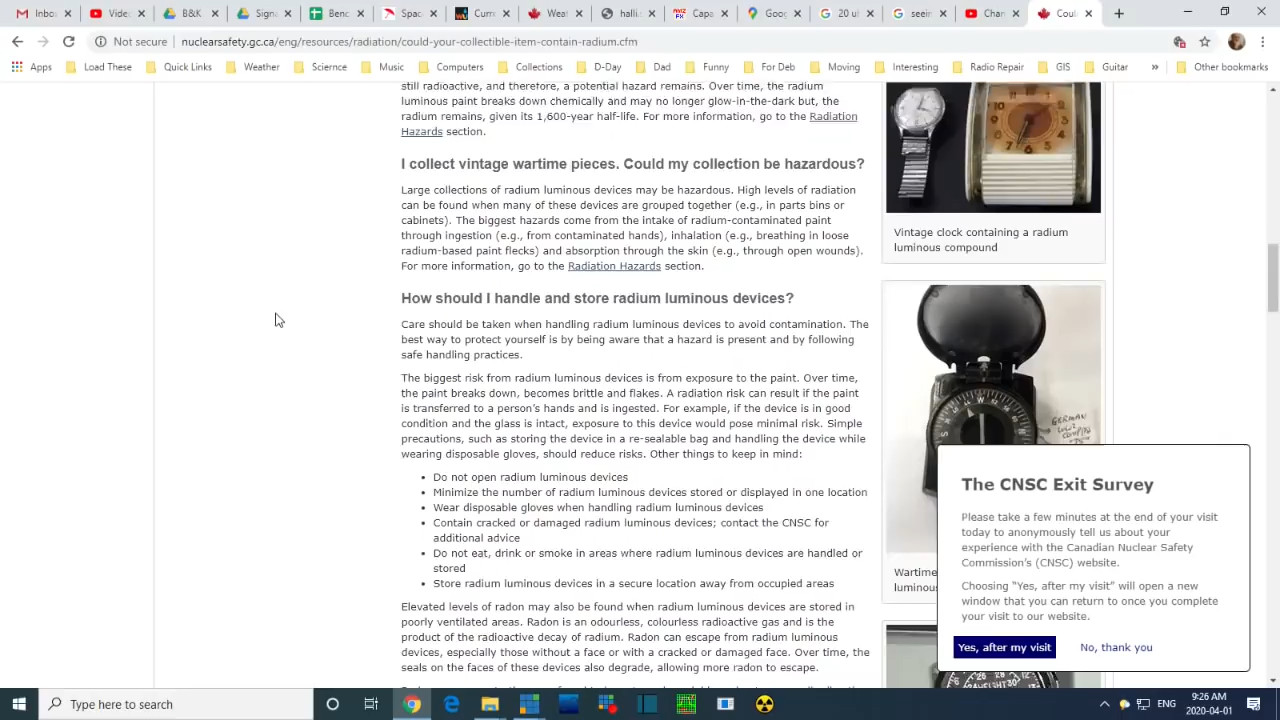 Inbo
Vide
B&K
Signi
Benc
Spac
Curre
Wea
halli
Cape
Goog
20 ul
seein
Coul
Not secure
nuclearsafety.gc.ca/eng/resources/radiation/could-your-collectible-item-contain-radium.cfm
Apps Load These Quick Links Weather Sciernce Music Computers Collections D-Day Dad Funny For Deb Moving Interesting Radio Repair GIS Guitar » Other bookmarks
still radioactive, and therefore, a potential hazard remains. Over time, the radium
luminous paint breaks down chemically and may no longer glow-in-the-dark but, the
radium remains, given its 1,600-year half-life. For more information, go to the Radiation
Hazards section.
I collect vintage wartime pieces. Could my collection be hazardous?
Large collections of radium luminous devices may be hazardous. High levels of radiation
can be found when many of these devices are grouped together (e.g., in parts bins or
cabinets). The biggest hazards come from the intake of radium-contaminated paint
through ingestion (e.g., from contaminated hands), inhalation (e.g., breathing in loose
radium-based paint flecks) and absorption through the skin (e.g., through open wounds).
For more information, go to the Radiation Hazards section.
How should I handle and store radium luminous devices?
Care should be taken when handling radium luminous devices to avoid contamination. The
best way to protect yourself is by being aware that a hazard is present and by following
safe handling practices.
The biggest risk from radium luminous devices is from exposure to the paint. Over time,
the paint breaks down, becomes brittle and flakes. A radiation risk can result if the paint
is transferred to a person's hands and is ingested. For example, if the device is in good
condition and the glass is intact, exposure to this device would pose minimal risk. Simple
precautions, such as storing the device in a re-sealable bag and handling the device while
wearing disposable gloves, should reduce risks. Other things to keep in mind:
• Do not open radium luminous devices
• Minimize the number of radium luminous devices stored or displayed in one location
• Wear disposable gloves when handling radium luminous devices
• Contain cracked or damaged radium luminous devices; contact the CNSC for
additional advice
• Do not eat, drink or smoke in areas where radium luminous devices are handled or
stored
• Store radium luminous devices in a secure location away from occupied areas
Elevated levels of radon may also be found when radium luminous devices are stored in
poorly ventilated areas. Radon is an odourless, colourless radioactive gas and is the
product of the radioactive decay of radium. Radon can escape from radium luminous
devices, especially those without a face or with a cracked or damaged face. Over time, the
seals on the faces of these devices also degrade, allowing more radon to escape.
Vintage clock containing a radium
luminous compound
GERMAN
Wartime
luminous
The CNSC Exit Survey
Please take a few minutes at the end of your visit
today to anonymously tell us about your
experience with the Canadian Nuclear Safety
Commission's (CNSC) website.
Choosing "Yes, after my visit" will open a new
window that you can return to once you complete
your visit to our website.
Yes, after my visit No, thank you
Type here to search
ENG
9:26 AM
2020-04-01